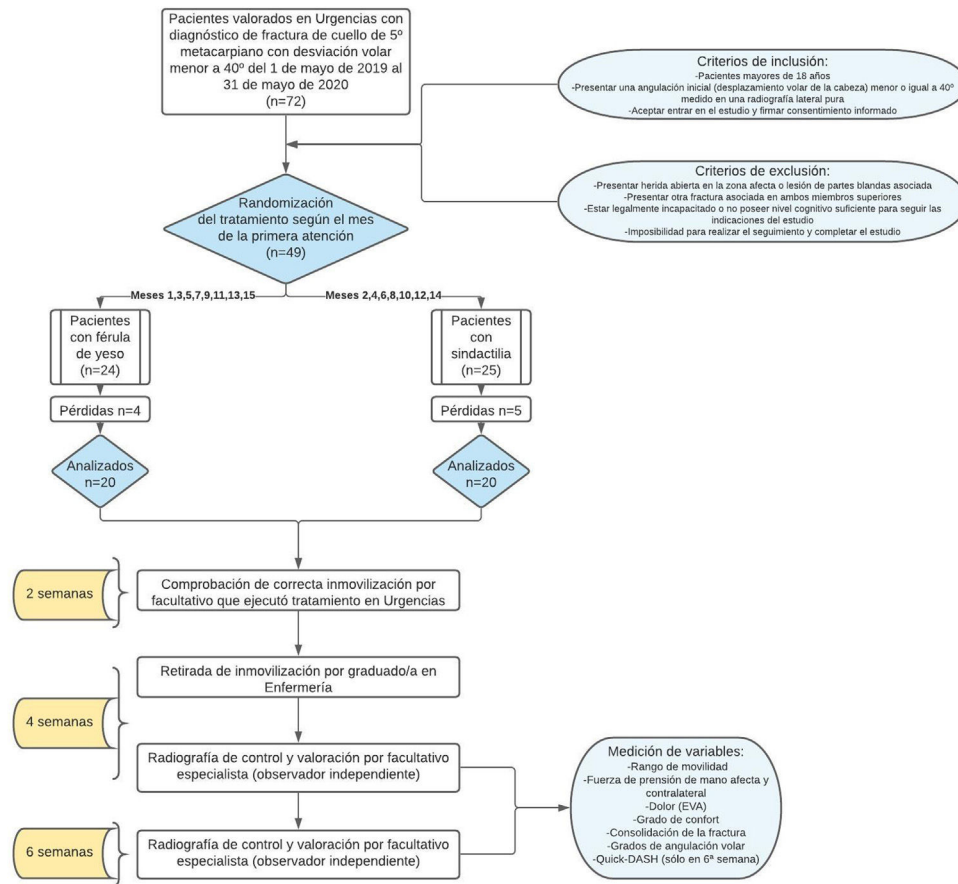 Pacientes valorados en Urgencias con
diagnóstico de fractura de cuello de 5º
metacarpiano con desviación volar
menor a 40º del 1 de mayo de 2019 al
31 de mayo de 2020
(n=72)
Criterios de inclusión:
-Pacientes mayores de 18 años
-Presentar una angulación inicial (desplazamiento volar de la cabeza) menor o igual a 40º
medido en una radiografía lateral pura
-Aceptar entrar en el estudio y firmar consentimiento informado
Criterios de exclusión:
-Presentar herida abierta en la zona afecta o lesión de partes blandas asociada
-Presentar otra fractura asociada en ambos miembros superiores
-Estar legalmente incapacitado o no poseer nivel cognitivo suficiente para seguir las
indicaciones del estudio
-Imposibilidad para realizar el seguimiento y completar el estudio
Randomización
del tratamiento según el mes
de la primera atención
(n=49)
Meses 1,3,5,7,9,11,13,15
Meses 2,4,6,8,10,12,14
Pacientes
con férula
de yeso
(n=24)
Pacientes
con
sindactilia
(n=25)
Pérdidas n=4
Pérdidas n=5
Analizados
n=20
Analizados
n=20
2 semanas
Comprobación de correcta inmovilización por
facultativo que ejecutó tratamiento en Urgencias
4 semanas
Retirada de inmovilización por graduado/a en
Enfermería
Radiografía de control y valoración por facultativo
especialista (observador independiente)
6 semanas
Radiografía de control y valoración por facultativo
especialista (observador independiente)
Medición de variables:
-Rango de movilidad
-Fuerza de prensión de mano afecta y
contralateral
-Dolor (EVA)
-Grado de confort
-Consolidación de la fractura
-Grados de angulación volar
-Quick-DASH (sólo en 6ª semana)